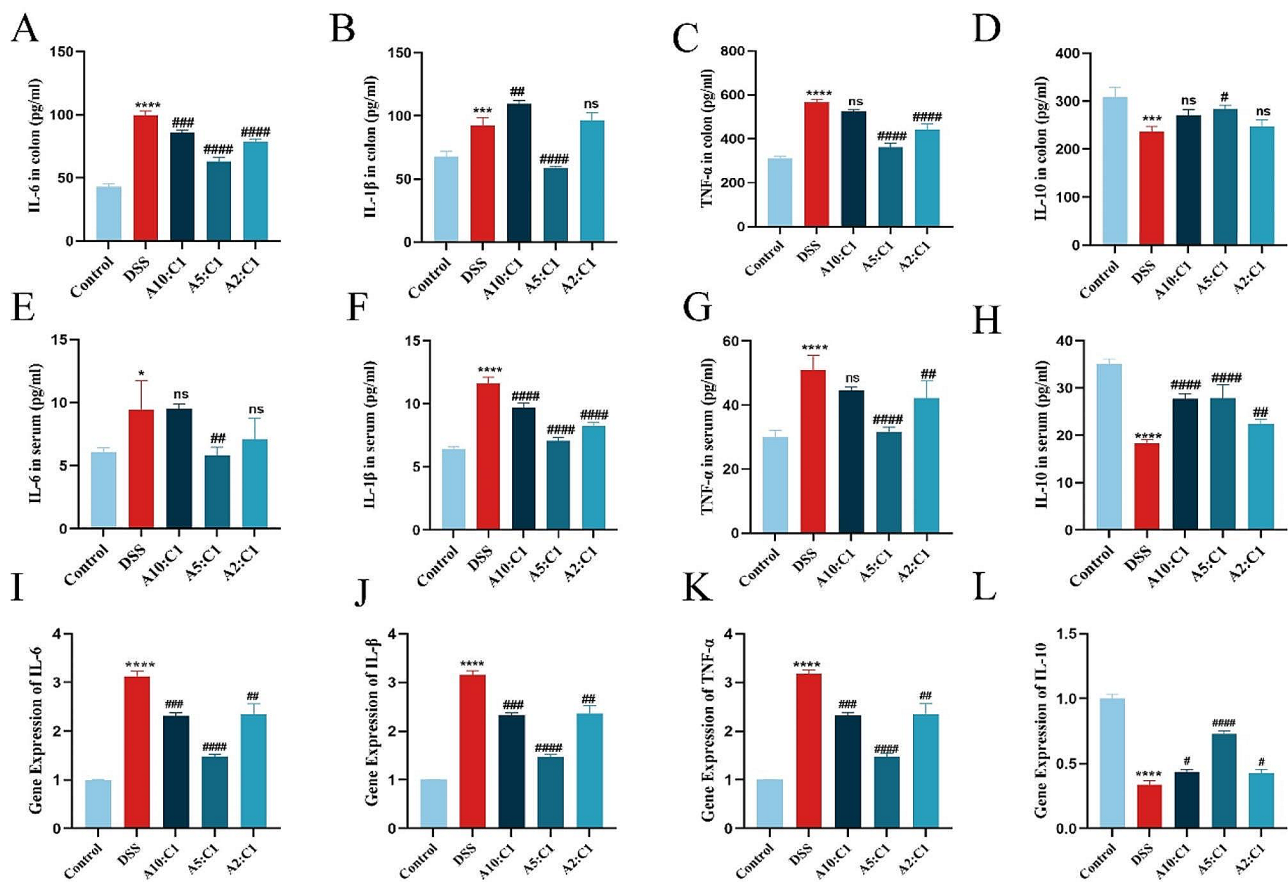 A
IL-6 in colon (pg/ml)
150
100
50
0
****
###
####
####
Control
DSS
A10:C1
A5:C1
A2:C1
B
IL-1β in colon (pg/ml)
150
100
50
0
***
##
####
ns
Control
DSS
A10:C1
A5:C1
A2:C1
C
TNF-α in colon (pg/ml)
800
600
400
200
0
****
ns
####
####
Control
DSS
A10:C1
A5:C1
A2:C1
D
IL-10 in colon (pg/ml)
400
300
200
100
0
***
ns
#
ns
Control
DSS
A10:C1
A5:C1
A2:C1
E
IL-6 in serum (pg/ml)
15
10
5
0
*
ns
##
ns
Control
DSS
A10:C1
A5:C1
A2:C1
F
IL-1β in serum (pg/ml)
15
10
5
0
****
####
####
####
Control
DSS
A10:C1
A5:C1
A2:C1
G
TNF-α in serum (pg/ml)
60
40
20
0
****
ns
####
##
Control
DSS
A10:C1
A5:C1
A2:C1
H
IL-10 in serum (pg/ml)
40
30
20
10
0
****
####
####
##
Control
DSS
A10:C1
A5:C1
A2:C1
I
Gene Expression of IL-6
4
3
2
1
0
****
###
####
##
Control
DSS
A10:C1
A5:C1
A2:C1
J
Gene Expression of IL-β
4
3
2
1
0
****
###
####
##
Control
DSS
A10:C1
A5:C1
A2:C1
K
Gene Expression of TNF-α
4
3
2
1
0
****
###
####
##
Control
DSS
A10:C1
A5:C1
A2:C1
L
Gene Expression of IL-10
1.5
1.0
0.5
0.0
****
#
####
#
Control
DSS
A10:C1
A5:C1
A2:C1